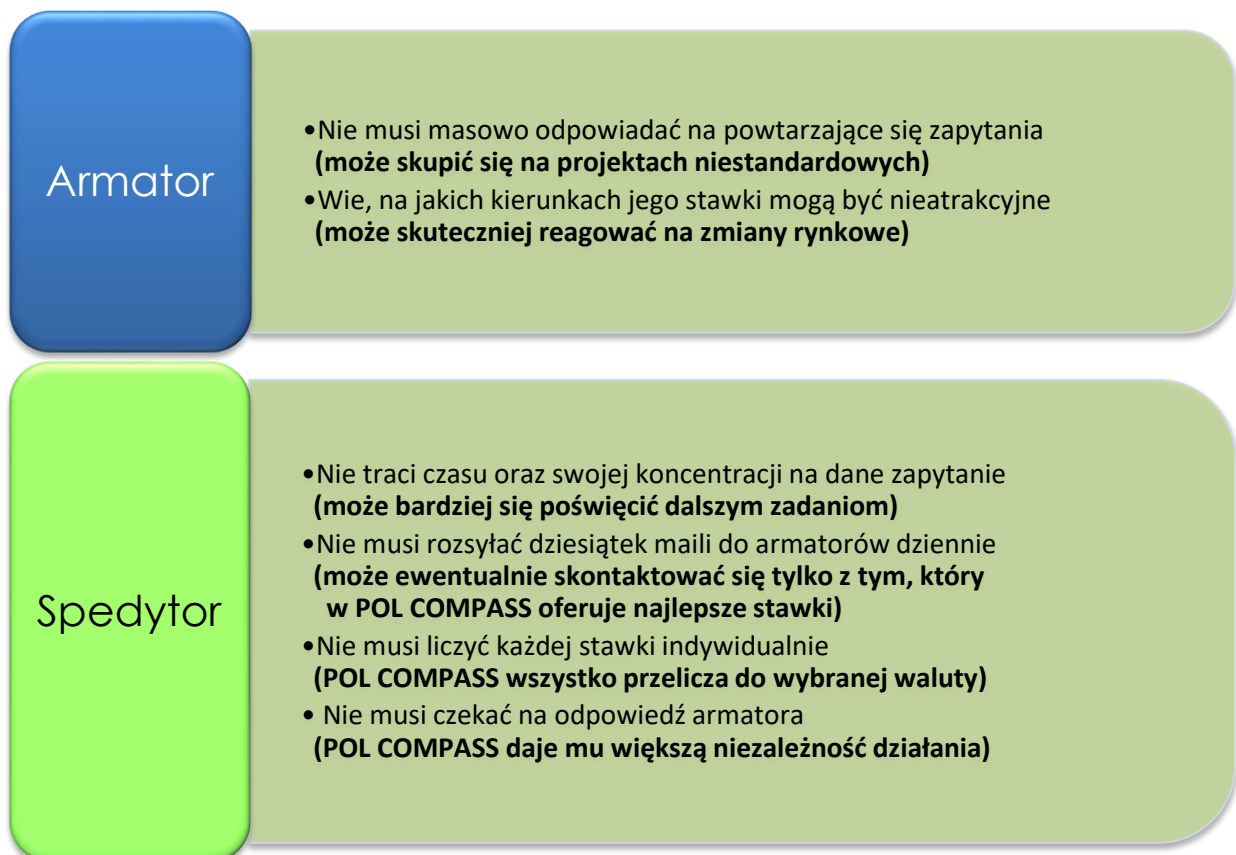 Armator
•Nie musi masowo odpowiadać na powtarzające się zapytania
(może skupić się na projektach niestandardowych)
•Wie, na jakich kierunkach jego stawki mogą być nieatrakcyjne
(może skuteczniej reagować na zmiany rynkowe)
Spedytor
•Nie traci czasu oraz swojej koncentracji na dane zapytanie
(może bardziej się poświęcić dalszym zadaniom)
•Nie musi rozsyłać dziesiątek maili do armatorów dziennie
(może ewentualnie skontaktować się tylko z tym, który
w POL COMPASS oferuje najlepsze stawki)
•Nie musi liczyć każdej stawki indywidualnie
(POL COMPASS wszystko przelicza do wybranej waluty)
• Nie musi czekać na odpowiedź armatora
(POL COMPASS daje mu większą niezależność działania)